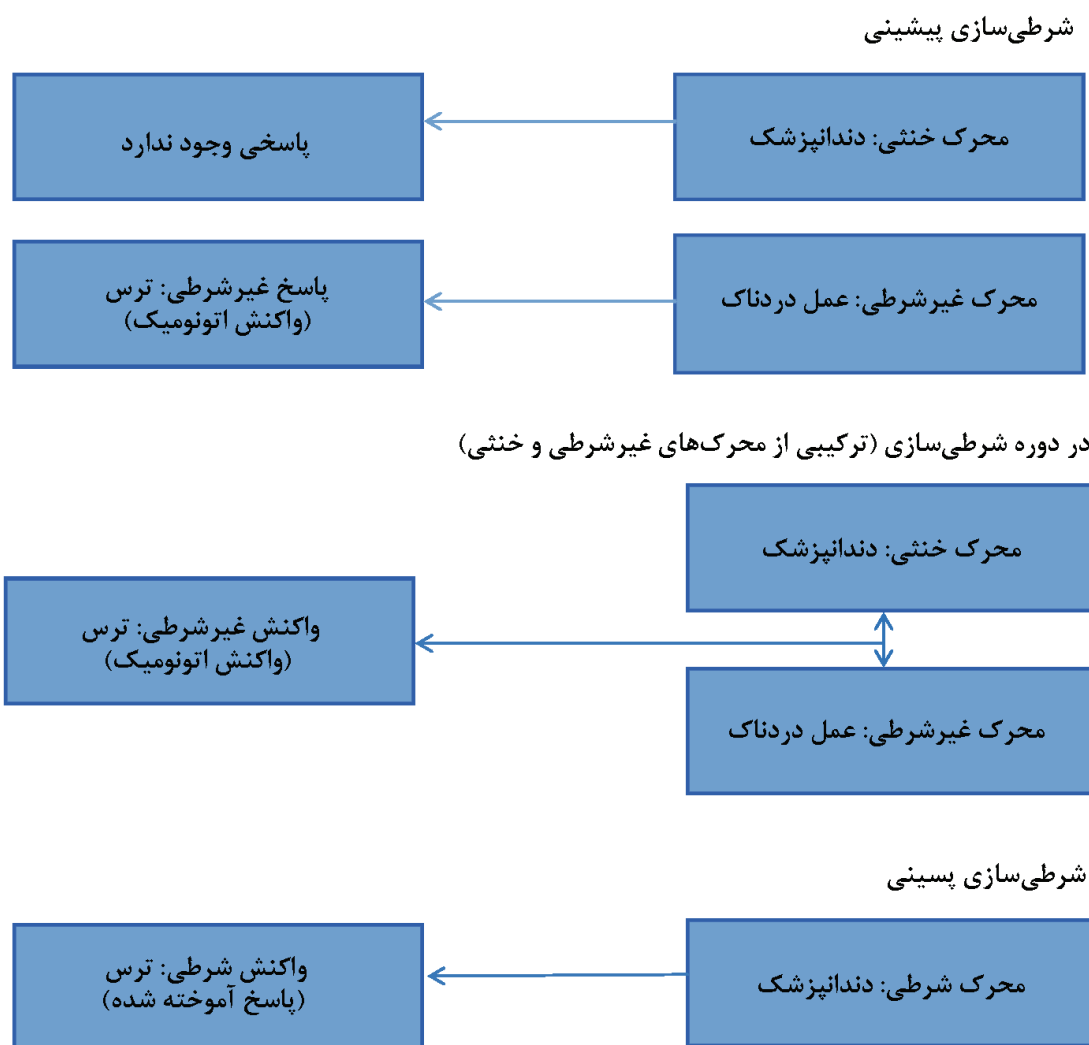 شرطی‌سازی پیشینی
محرک خنثی: دندانپزشک
پاسخی وجود ندارد
محرک غیرشرطی: عمل دردناک
پاسخ غیرشرطی: ترس
(واکنش اتونومیک)
در دوره شرطی‌سازی (ترکیبی از محرک‌های غیرشرطی و خنثی)
محرک خنثی: دندانپزشک
محرک غیرشرطی: عمل دردناک
واکنش غیرشرطی: ترس
(واکنش اتونومیک)
شرطی‌سازی پسینی
محرک شرطی: دندانپزشک
واکنش شرطی: ترس
(پاسخ آموخته شده)